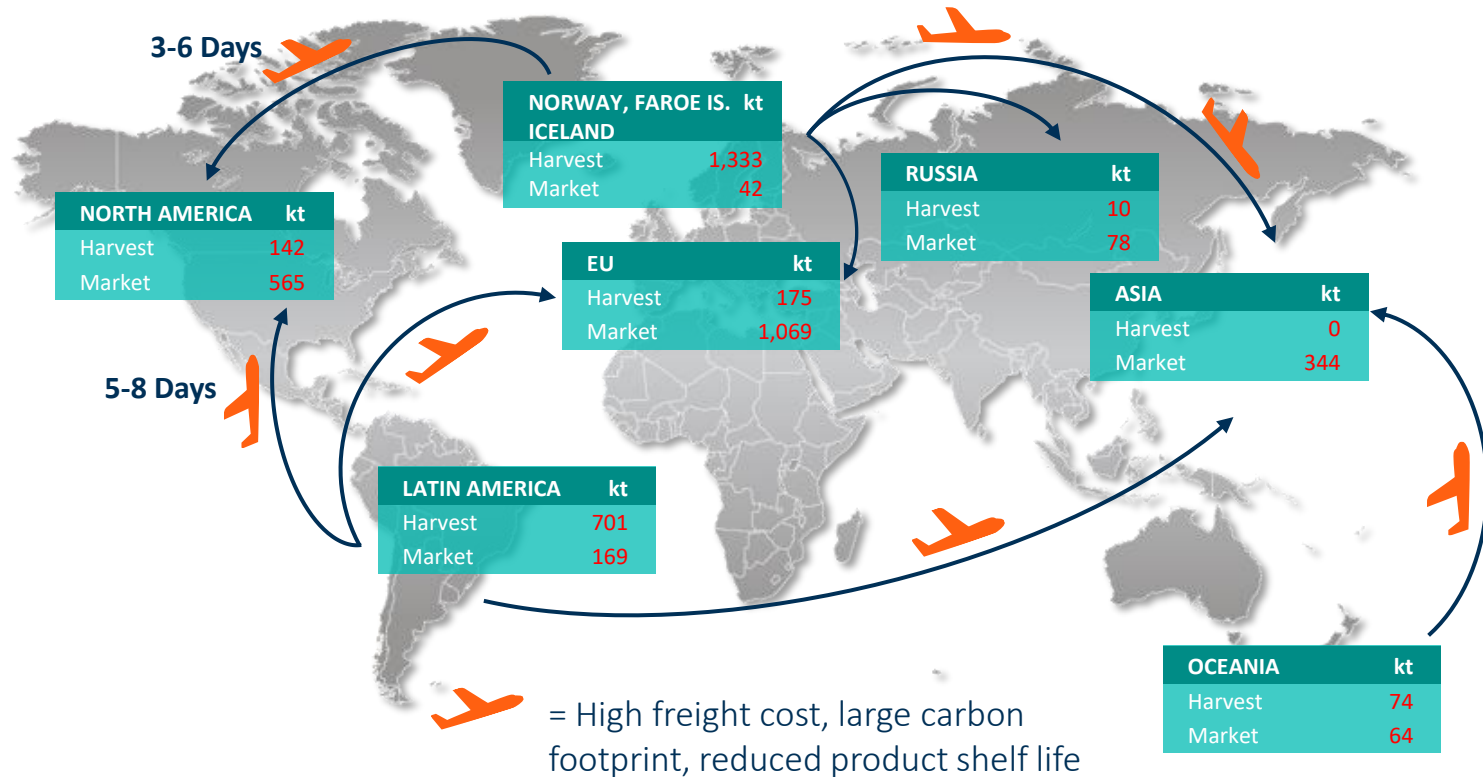 3-6 Days
NORWAY, FAROE IS. kt
ICELAND
Harvest 1,333
Market 42
RUSSIA kt
Harvest 10
Market 78
NORTH AMERICA kt
Harvest 142
Market 565
EU kt
Harvest 175
Market 1,069
ASIA kt
Harvest 0
Market 344
5-8 Days
LATIN AMERICA kt
Harvest 701
Market 169
OCEANIA kt
Harvest 74
Market 64
= High freight cost, large carbon
footprint, reduced product shelf life